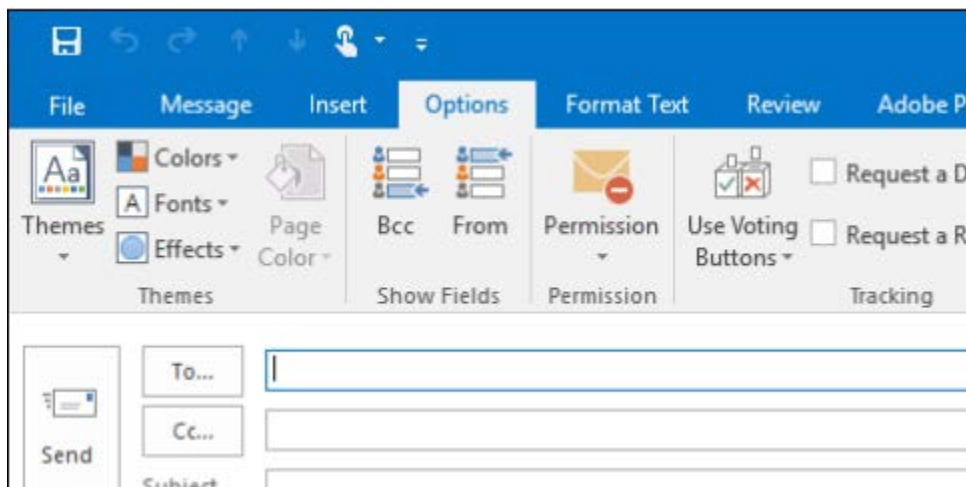 File Message Insert Options Format Text Review Adobe P
Aa Colors Request a D
A Fonts
Themes Page Bcc From Permission Use Voting Request a R
Effects Color Buttons
Themes Show Fields Permission Tracking
To...
Cc...
Send
Subject